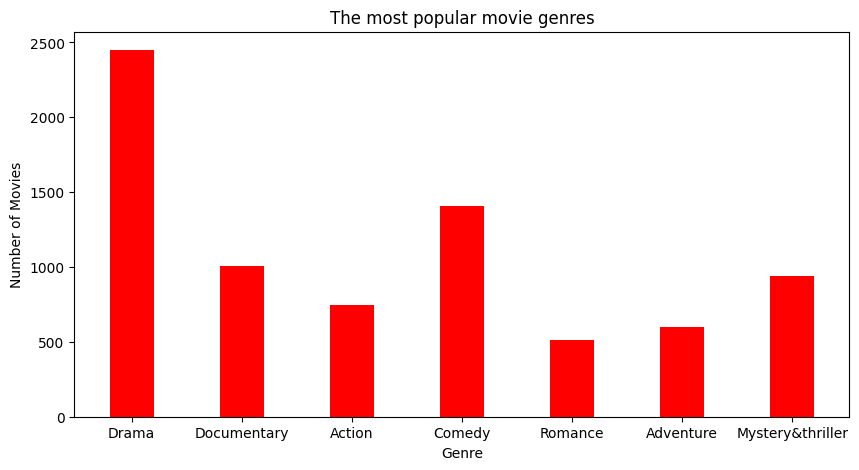 The most popular movie genres
Number of Movies
2500
2000
1500
1000
500
0
Drama Documentary Action Comedy Romance Adventure Mystery&thriller
Genre